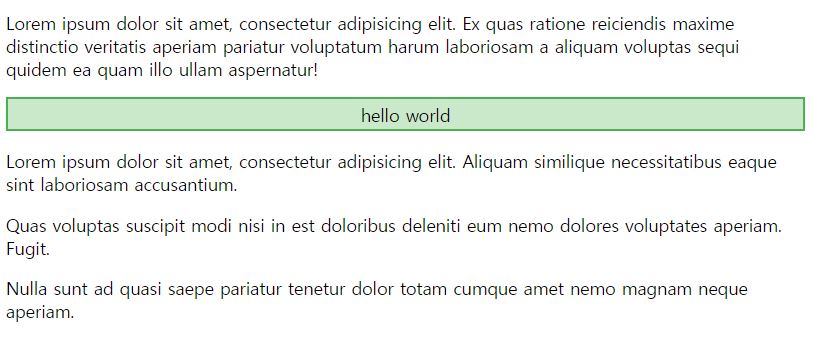 Lorem ipsum dolor sit amet, consectetur adipisicing elit. Ex quas ratione reiciendis maxime
distinctio veritatis aperiam pariatur voluptatum harum laboriosam a aliquam voluptas sequi
quidem ea quam illo ullam aspernatur!
hello world
Lorem ipsum dolor sit amet, consectetur adipisicing elit. Aliquam similique necessitatibus eaque
sint laboriosam accusantium.
Quas voluptas suscipit modi nisi in est doloribus deleniti eum nemo dolores voluptates aperiam.
Fugit.
Nulla sunt ad quasi saepe pariatur tenetur dolor totam cumque amet nemo magnam neque
aperiam.